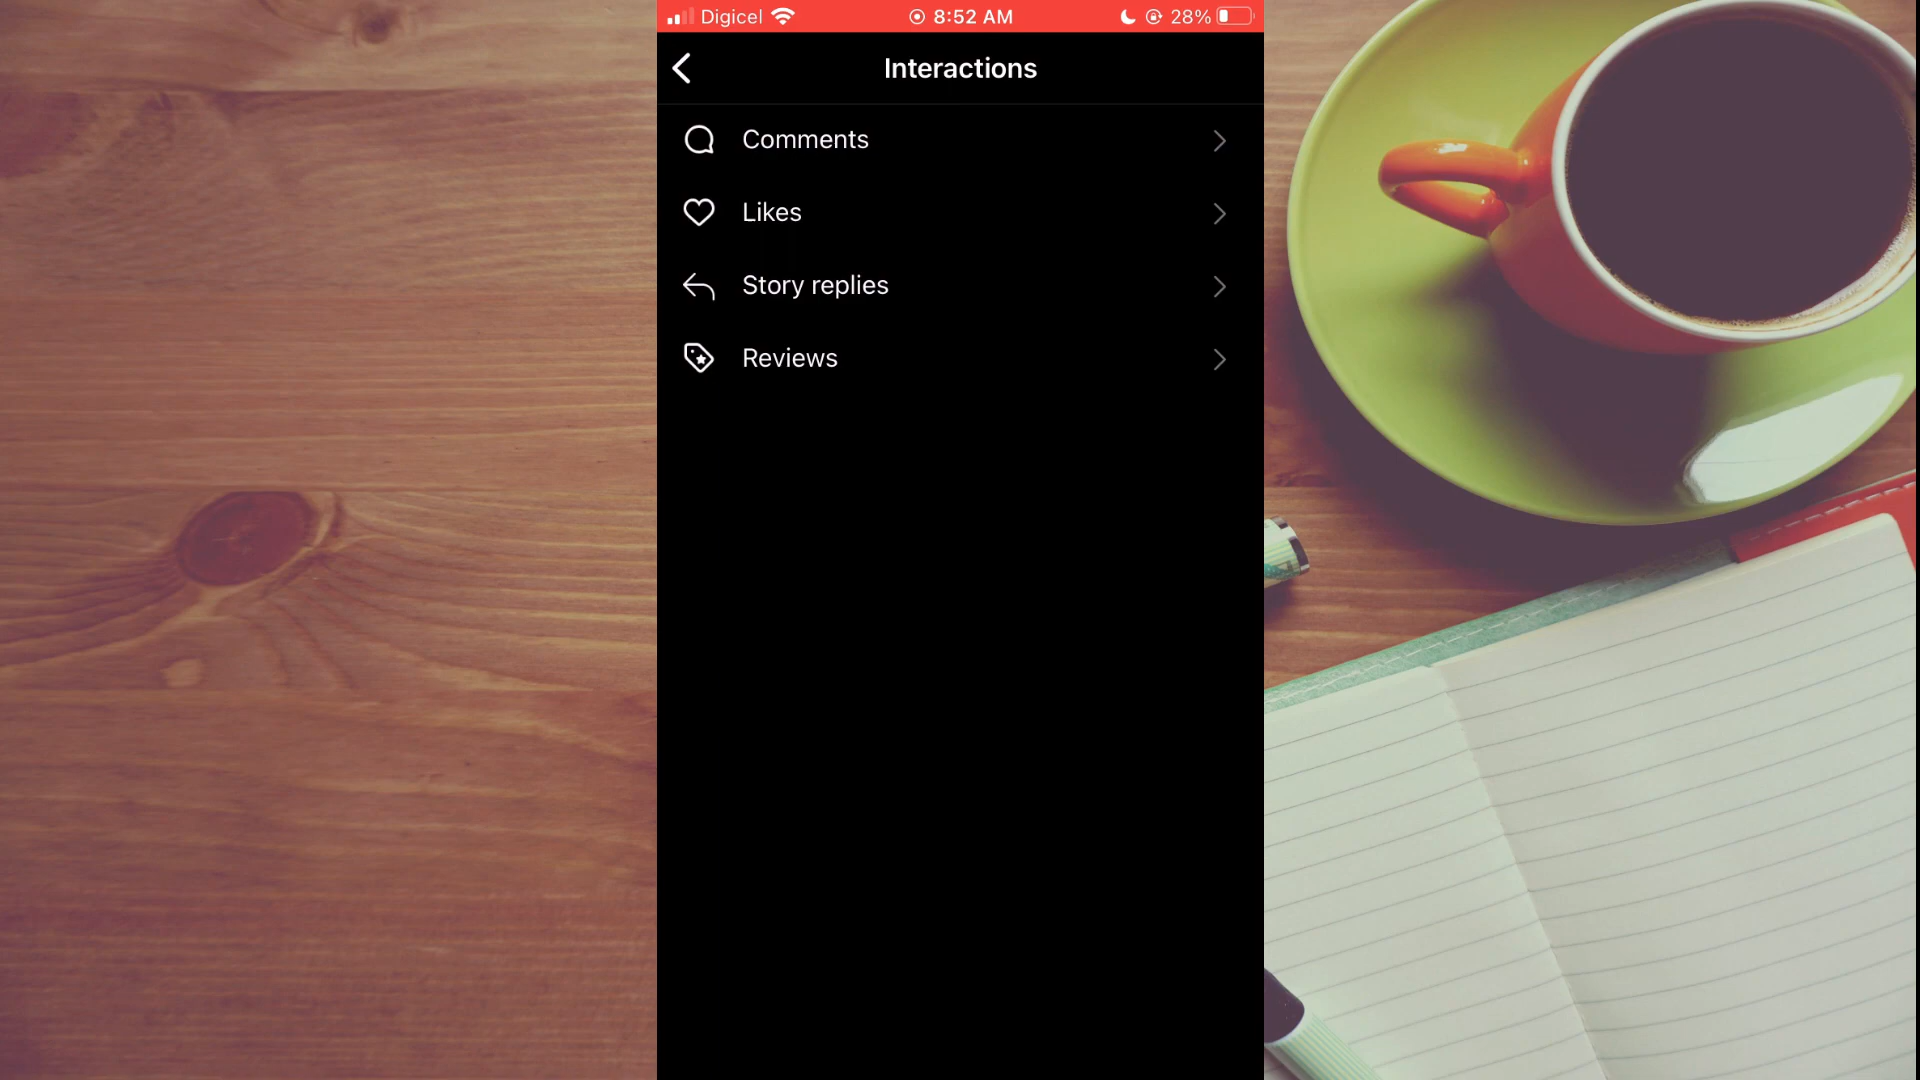 Digicel 8:52 AM 28%
Interactions
Comments
Likes
Story replies
Reviews